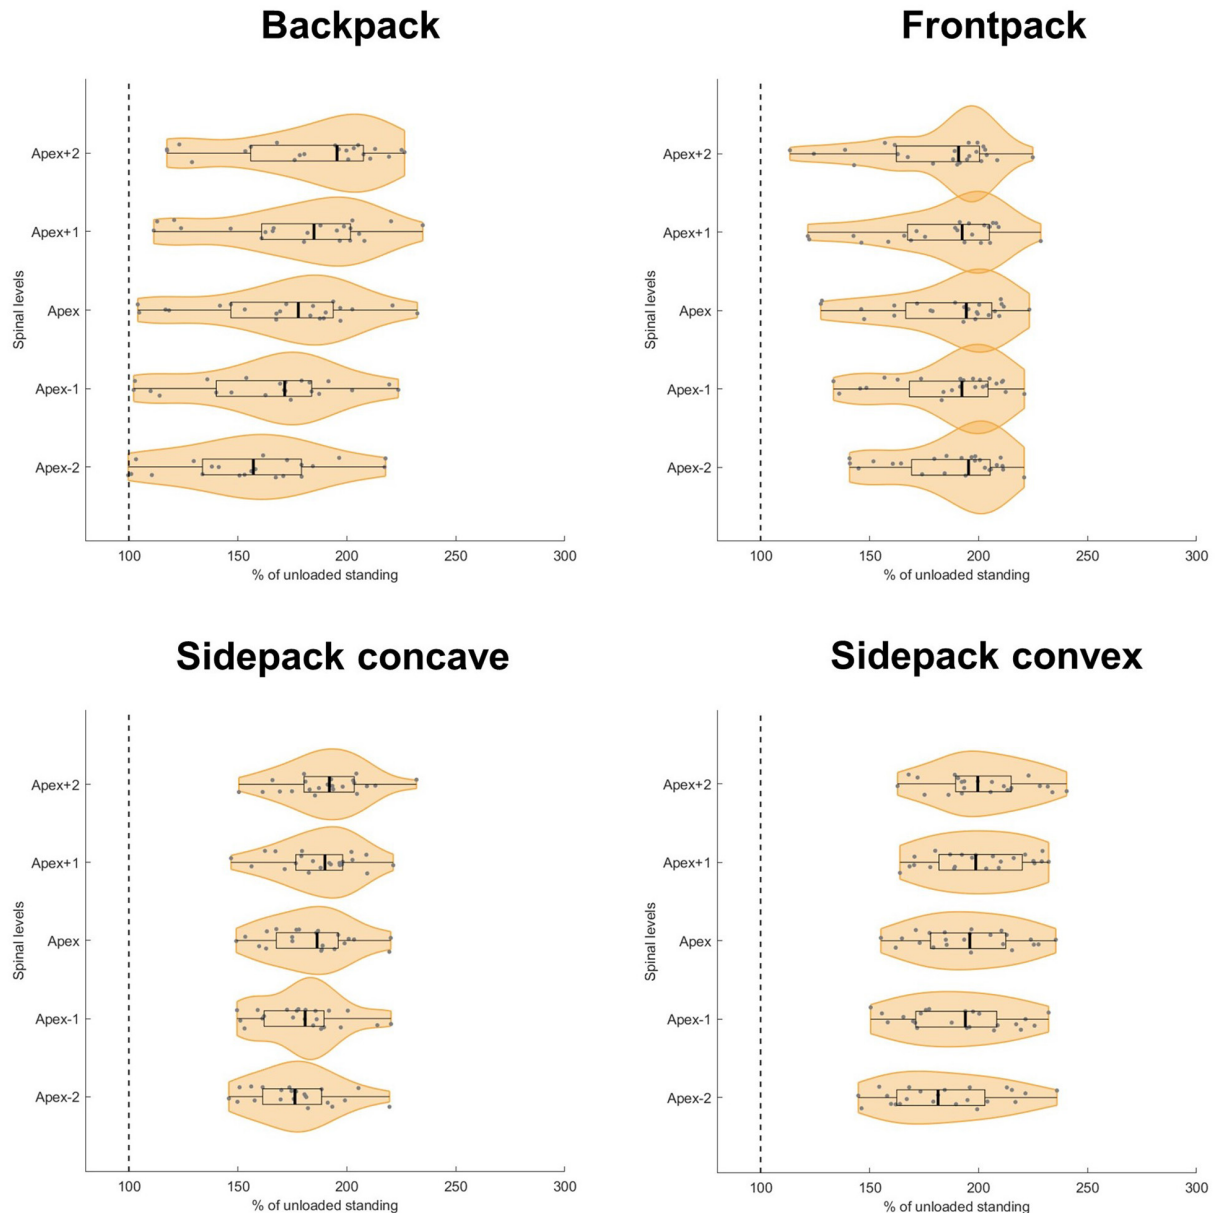 Backpack
Frontpack
Spinal levels
Apex+2
Apex+1
Apex
Apex-1
Apex-2
100 150 200 250 300
% of unloaded standing
Spinal levels
Apex+2
Apex+1
Apex
Apex-1
Apex-2
100 150 200 250 300
% of unloaded standing
Sidepack concave
Sidepack convex
Spinal levels
Apex+2
Apex+1
Apex
Apex-1
Apex-2
100 150 200 250 300
% of unloaded standing
Spinal levels
Apex+2
Apex+1
Apex
Apex-1
Apex-2
100 150 200 250 300
% of unloaded standing